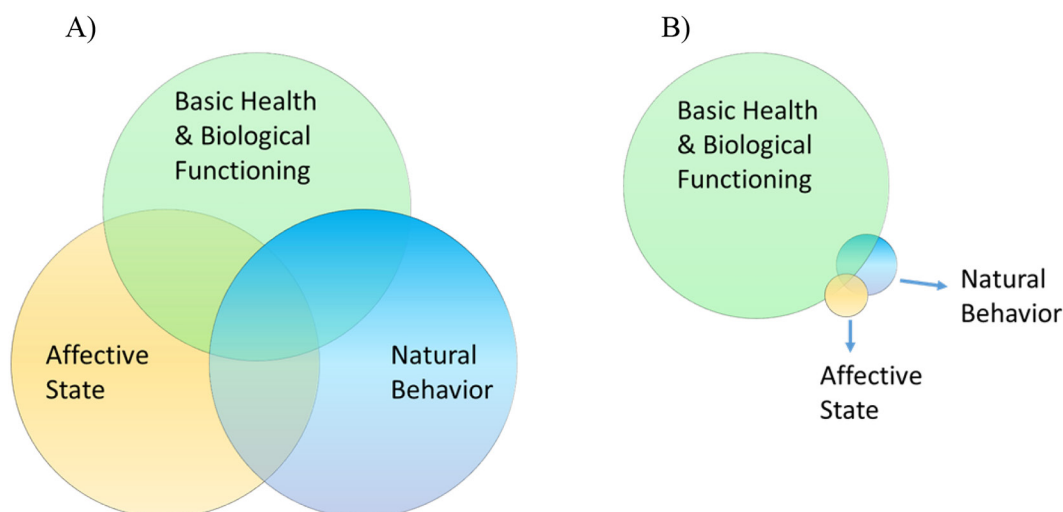 A)
Basic Health
& Biological
Functioning
Affective
State
Natural
Behavior
B)
Basic Health
& Biological
Functioning
Natural
Behavior
Affective
State